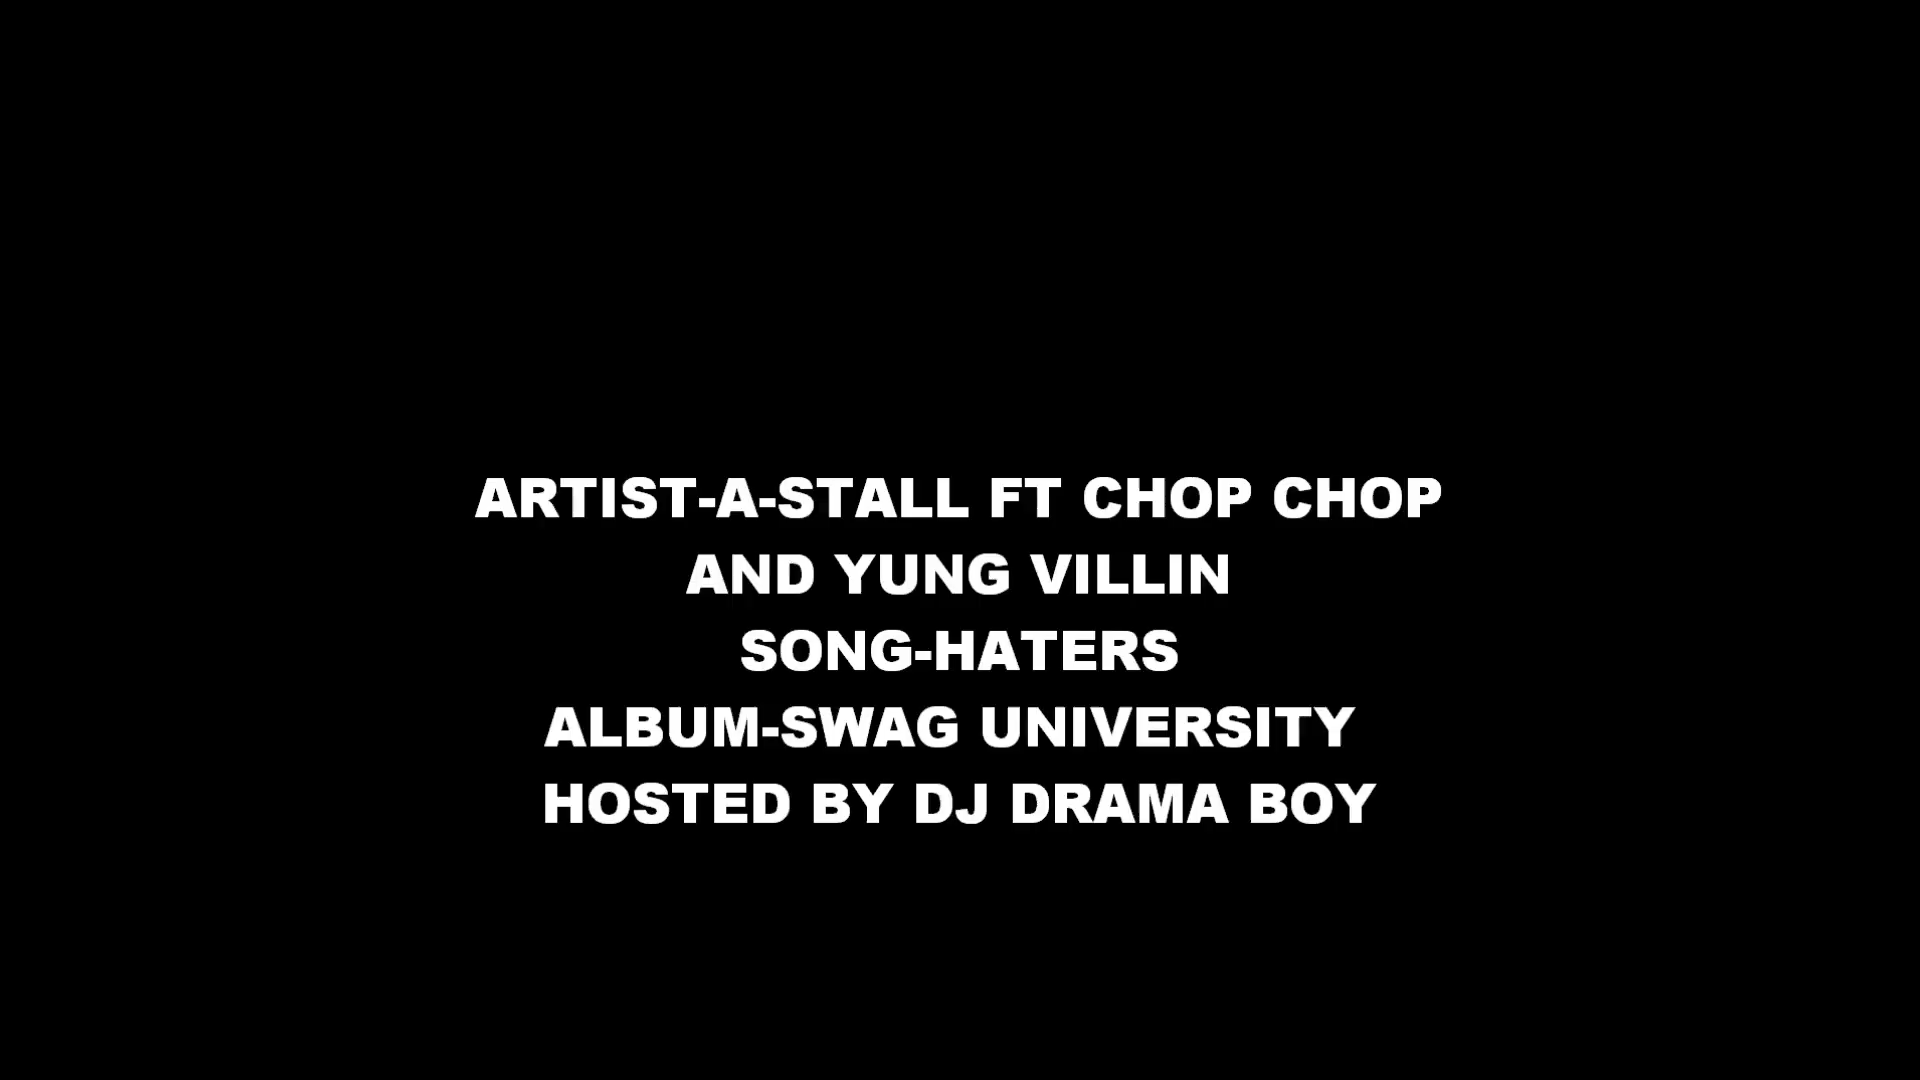 ARTIST-A-STALL FT CHOP CHOP
AND YUNG VILLIN
SONG-HATERS
ALBUM-SWAG UNIVERSITY
HOSTED BY DJ DRAMA BOY